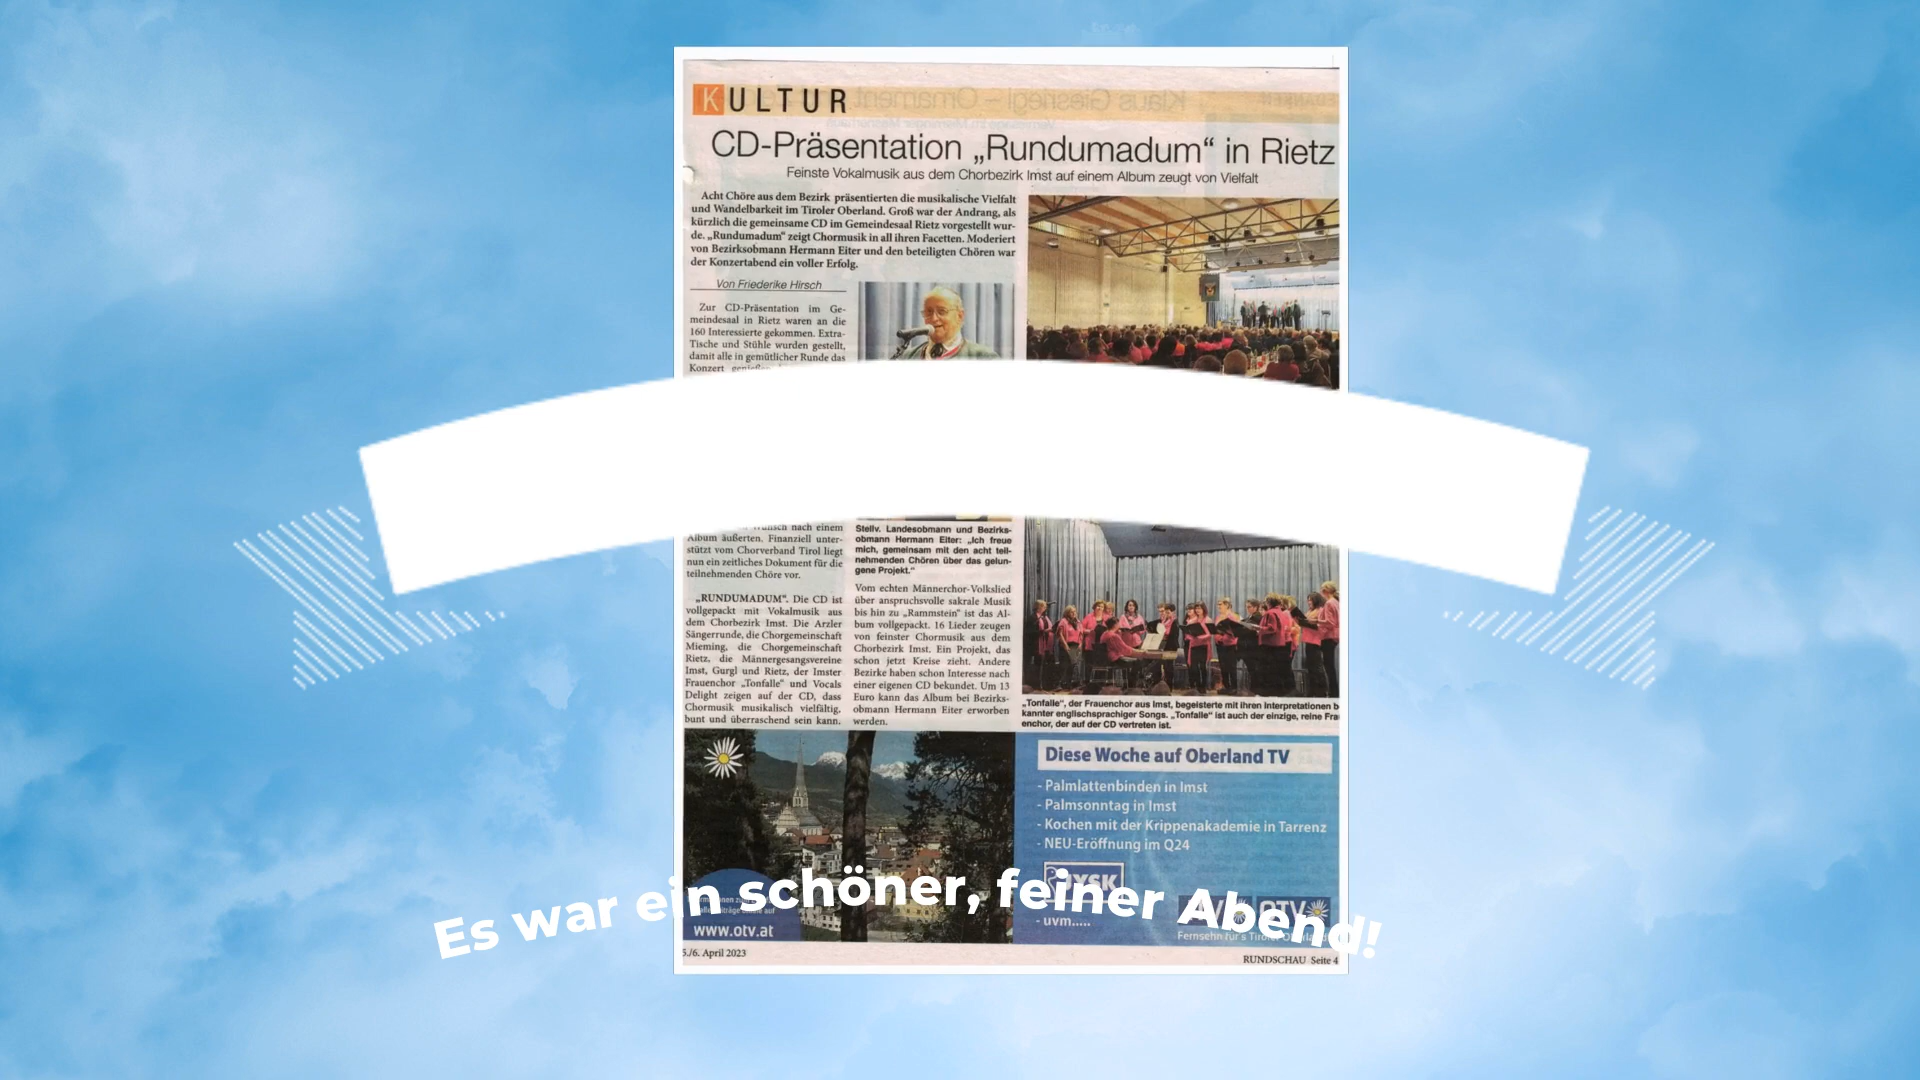 KULTUR
CD-Präsentation „Rundumadum“ in Rietz
Feinste Vokalmusik aus dem Chorbezirk Imst auf einem Album zeugt von Vielfalt
Acht Chöre aus dem Bezirk präsentierten die musikalische Vielfalt
und Wandelbarkeit im Tiroler Oberland. Groß war der Andrang, als
kürzlich die gemeinsame CD im Gemeindesaal Rietz vorgestellt wur-
de. „Rundumadum“ zeigt Chormusik in all ihren Facetten. Moderiert
von Bezirksobmann Hermann Eiter und den beteiligten Chören war
der Konzertabend ein voller Erfolg.
Von Friederike Hirsch
Zur CD-Präsentation im Ge-
meindesaal in Rietz waren an die
160 Interessierte gekommen. Extra-
Tische und Stühle wurden gestellt,
damit alle in gemütlicher Runde das
Konzert
Wunsch nach einem
Album äußerten. Finanziell unter-
stützt vom Chorverband Tirol liegt
nun ein zeitliches Dokument für die
teilnehmenden Chöre vor.
„RUNDUMADUM“. Die CD ist
vollgepackt mit Vokalmusik aus
dem Chorbezirk Imst. Die Arzler
Sängerrunde, die Chorgemeinschaft
Mieming, die Chorgemeinschaft
Rietz, die Männergesangsvereine
Imst, Gurgl und Rietz, der Imster
Frauenchor „Tonfalle“ und Vocals
Delight zeigen auf der CD, dass
Chormusik musikalisch vielfältig,
bunt und überraschend sein kann.
Stellv. Landesobmann und Bezirks-
obmann Hermann Eiter: „Ich freue
mich, gemeinsam mit den acht teil-
nehmenden Chören über das gelun-
gene Projekt.“
Vom echten Männerchor-Volkslied
über anspruchsvolle sakrale Musik
bis hin zu „Rammstein“ ist das Al-
bum vollgepackt. 16 Lieder zeugen
von feinster Chormusik aus dem
Chorbezirk Imst. Ein Projekt, das
schon jetzt Kreise zieht. Andere
Bezirke haben schon Interesse nach
einer eigenen CD bekundet. Um 13
Euro kann das Album bei Bezirks-
obmann Hermann Eiter erworben
werden.
„Tonfalle“, der Frauenchor aus Imst, begeisterte mit ihren Interpretationen b
kannter englischsprachiger Songs. „Tonfalle“ ist auch der einzige, reine Fra
enchor, der auf der CD vertreten ist.
Diese Woche auf Oberland TV
- Palmlattenbinden in Imst
- Palmsonntag in Imst
- Kochen mit der Krippenakademie in Tarrenz
- NEU-Eröffnung im Q24
JYSK
- uvm.....
www.otv.at
OTV
Es war ein schöner, feiner Abend!
5./6. April 2023
RUNDSCHAU Seite 4